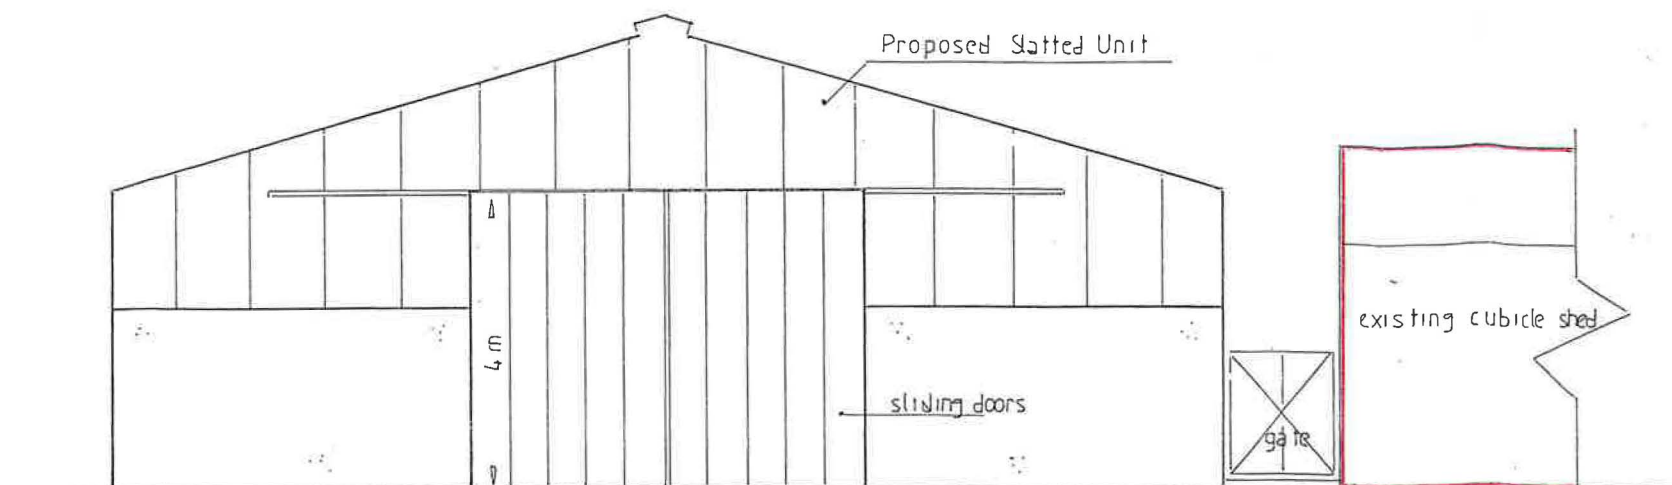 Proposed Slatted Unit
4m
existing cubicle shed
sliding doors
gate